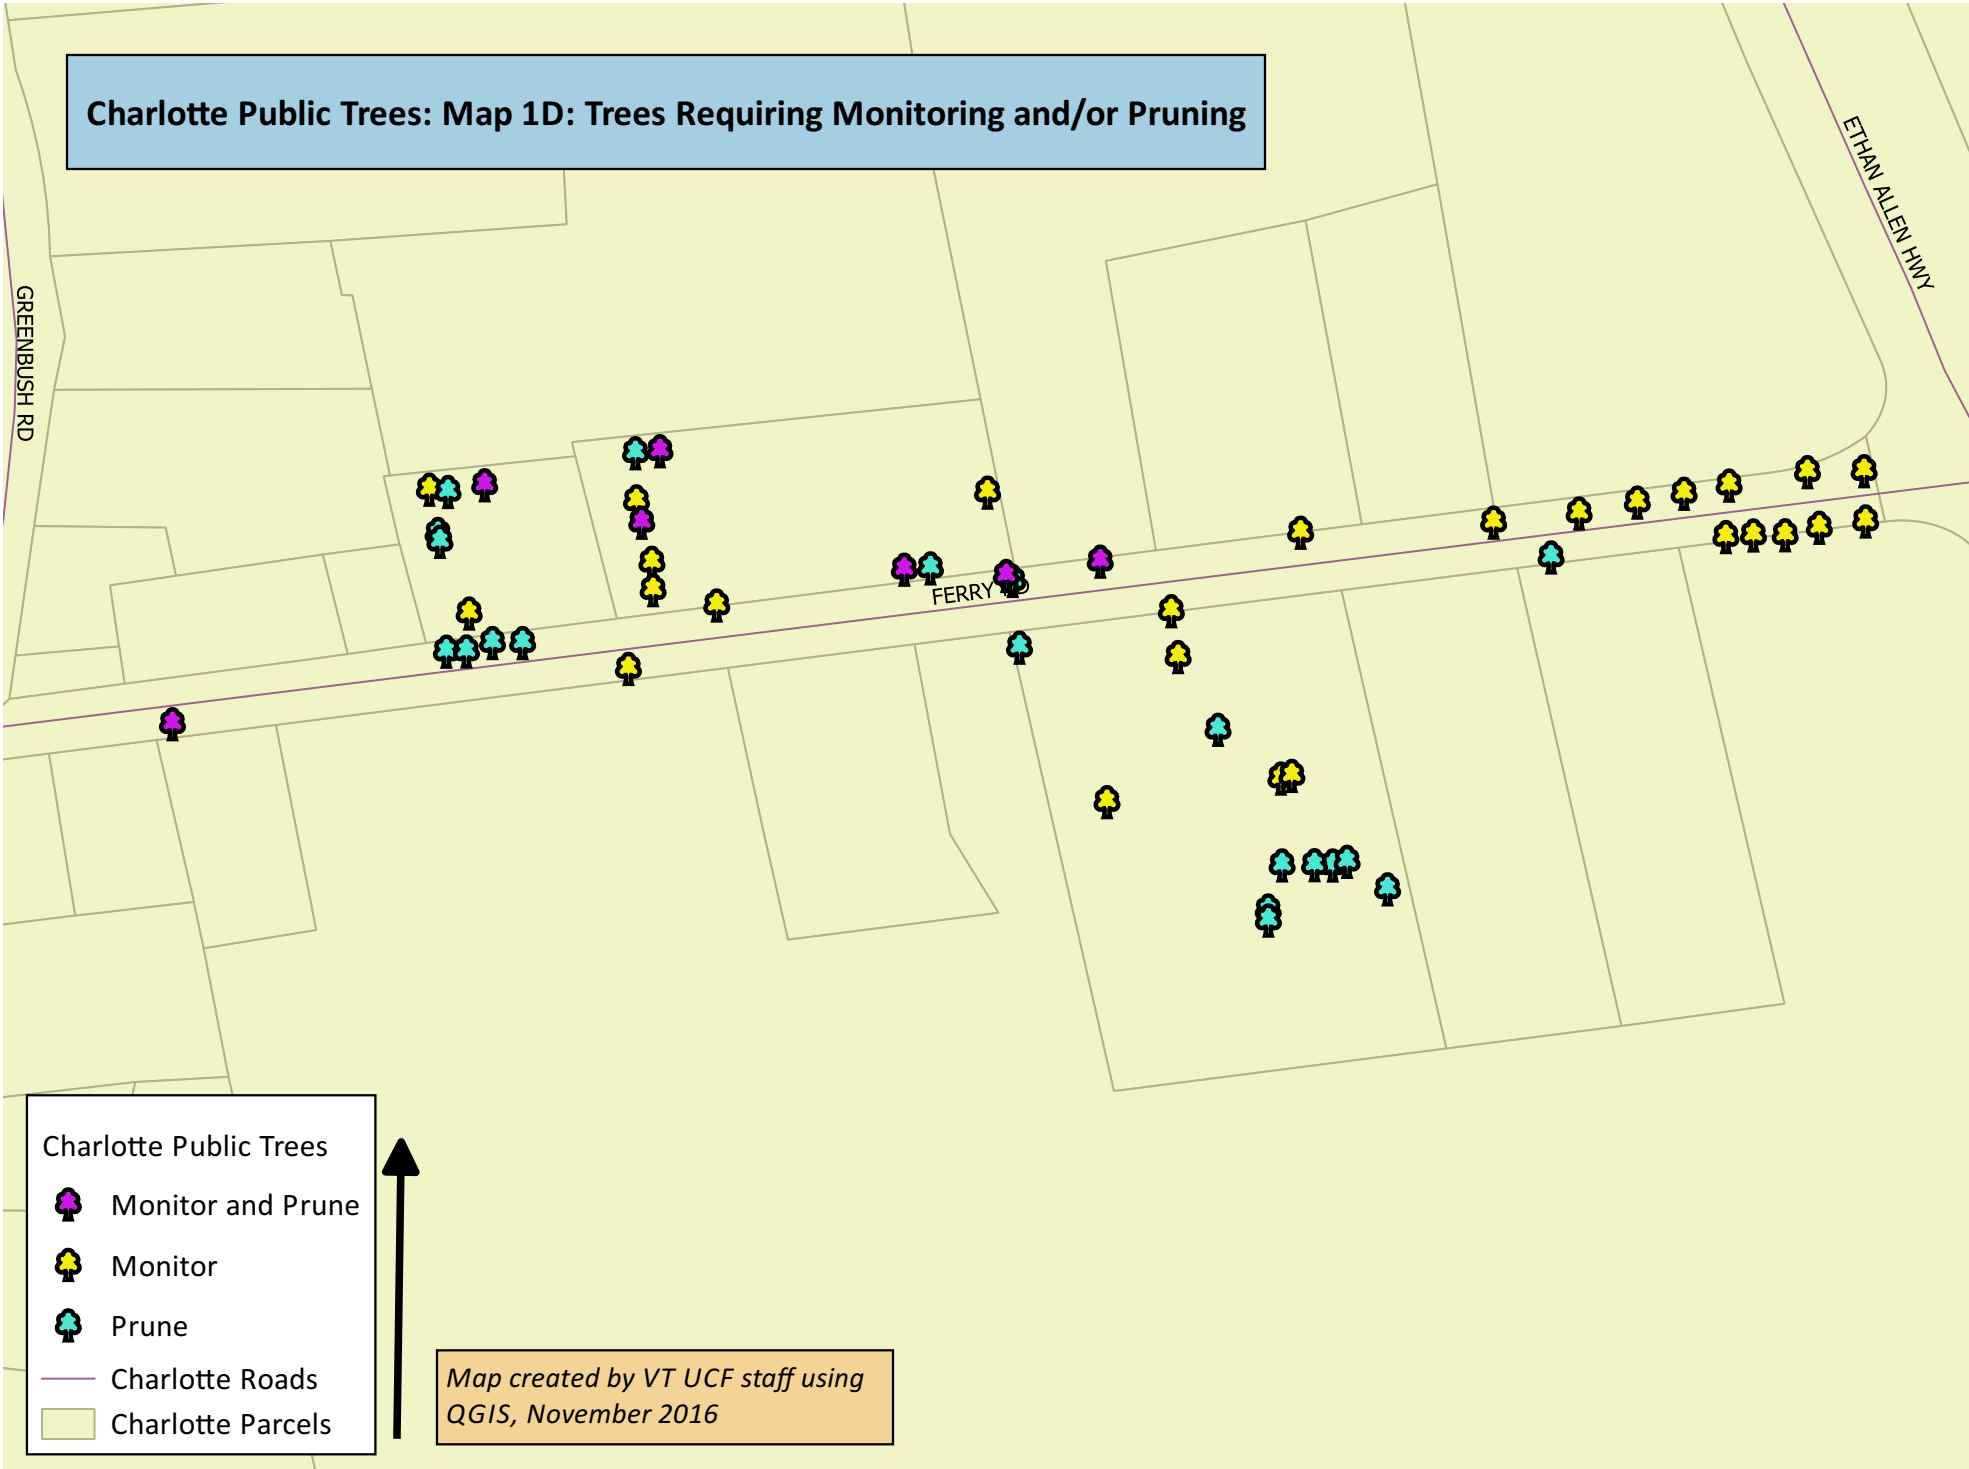 Charlotte Public Trees: Map 1D: Trees Requiring Monitoring and/or Pruning
ETHAN ALLEN HWY
GREENBUSH RD
FERRY RD
Charlotte Public Trees
Monitor and Prune
Monitor
Prune
Charlotte Roads
Charlotte Parcels
Map created by VT UCF staff using
QGIS, November 2016